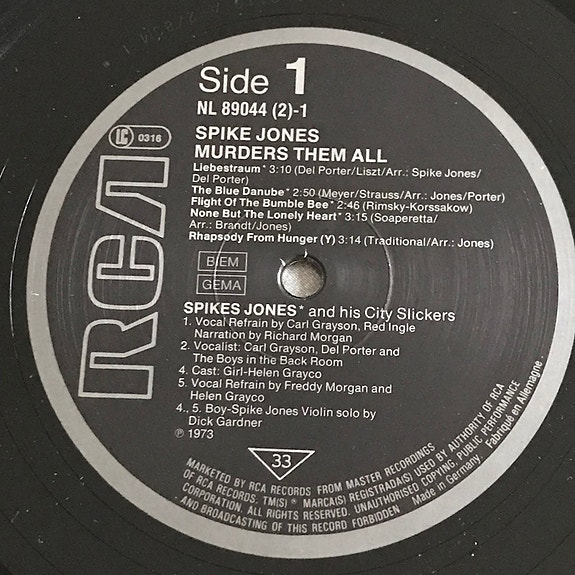 Side 1
NL 89044 (2)-1
LC 0316
RCA
SPIKE JONES
MURDERS THEM ALL
Liebestraum* 3:10 (Del Porter/Liszt/Arr.: Spike Jones/
Del Porter)
The Blue Danube* 2:50 (Meyer/Strauss/Arr.: Jones/Porter)
Flight Of The Bumble Bee* 2:46 (Rimsky-Korssakow)
None But The Lonely Heart* 3:15 (Soaperetta/
Arr.: Brandt/Jones)
Rhapsody From Hunger (Y) 3:14 (Traditional/Arr.: Jones)
BIEM
GEMA
SPIKES JONES* and his City Slickers
1. Vocal Refrain by Carl Grayson, Red Ingle
Narration by Richard Morgan
2. Vocalist: Carl Grayson, Del Porter and
The Boys in the Back Room
4. Cast: Girl-Helen Grayco
5. Vocal Refrain by Freddy Morgan and
Helen Grayco
4., 5. Boy-Spike Jones Violin solo by
Dick Gardner
℗ 1973
33
MARKETED BY RCA RECORDS FROM MASTER RECORDINGS
OF RCA RECORDS. TM(S) ® MARCA(S) REGISTRADA(S) USED BY AUTHORITY OF RCA
CORPORATION. ALL RIGHTS RESERVED. UNAUTHORISED COPYING, PUBLIC PERFORMANCE
AND BROADCASTING OF THIS RECORD FORBIDDEN
Made in Germany. Fabriqué en Allemagne.